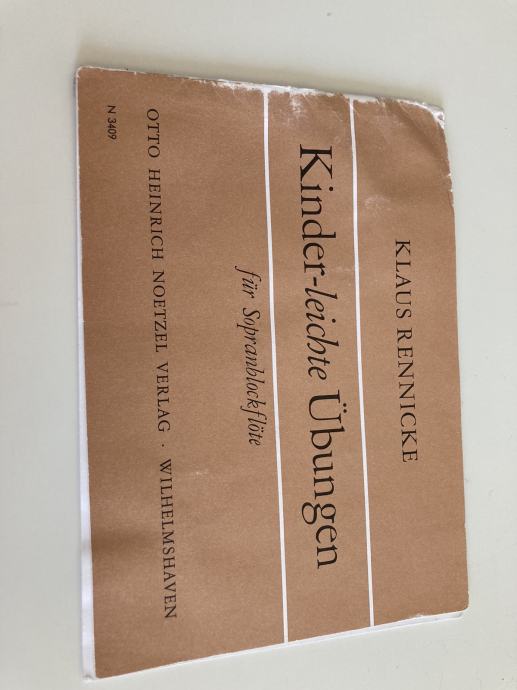 KLAUS RENNICKE
Kinder-leichte Übungen
für Sopranblockflöte
OTTO HEINRICH NOETZEL VERLAG · WILHELMSHAVEN
N 3409